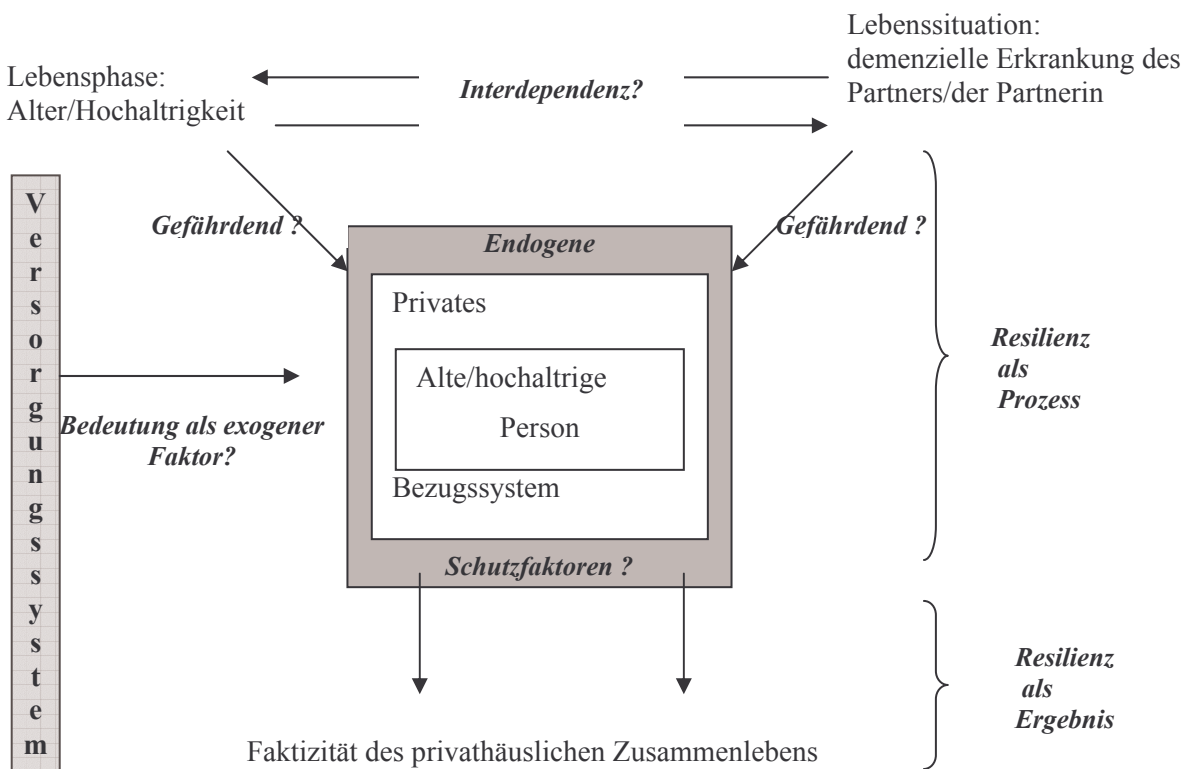 Lebenssituation:
demenzielle Erkrankung des
Partners/der Partnerin
Lebensphase:
Alter/Hochaltrigkeit
Interdependenz?
Gefährdend ?
Gefährdend ?
Versorgungssystem
Endogene
Privates
Alte/hochaltrige
Person
Bezugssystem
Schutzfaktoren ?
Bedeutung als exogener
Faktor?
Resilienz
als
Prozess
Resilienz
als
Ergebnis
Faktizität des privathäuslichen Zusammenlebens